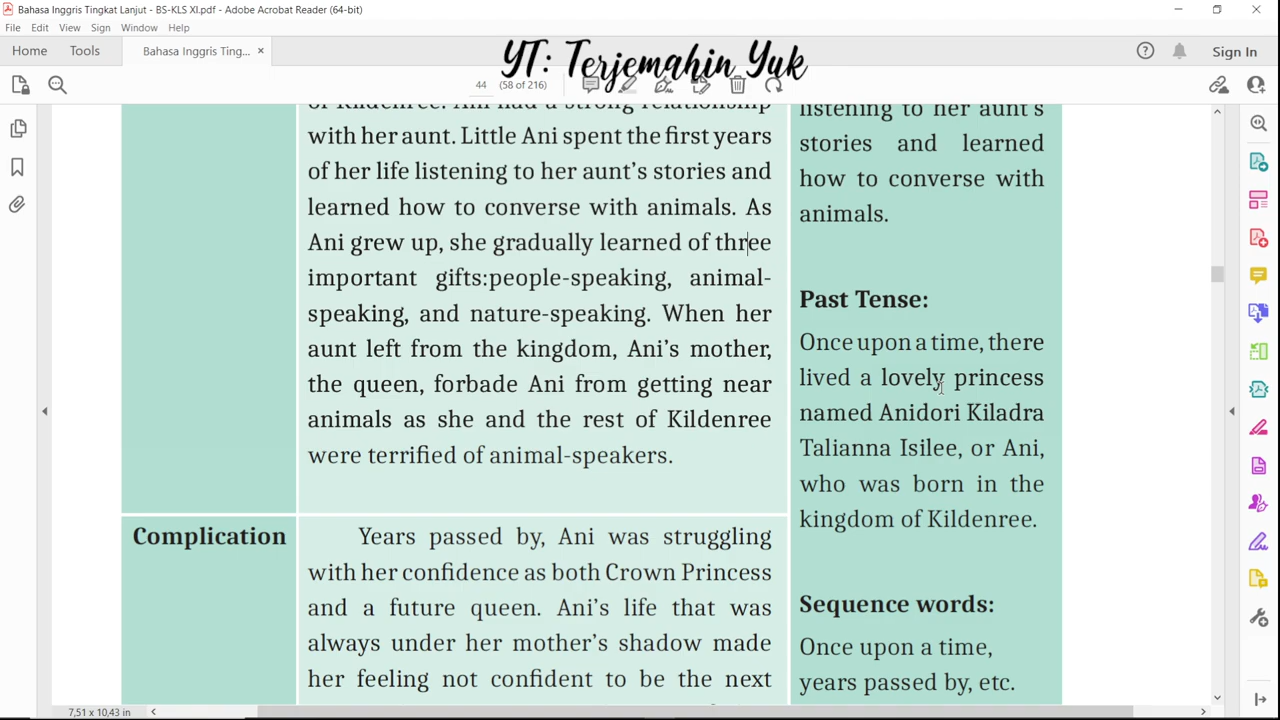 Bahasa Inggris Tingkat Lanjut - BS-KLS XI.pdf - Adobe Acrobat Reader (64-bit)
File Edit View Sign Window Help
Home Tools Bahasa Inggris Ting... × Sign In
YT: Terjemahin Yuk
44 (58 of 216)
of Kildenree. Ani had a strong relationship
with her aunt. Little Ani spent the first years
of her life listening to her aunt's stories and
learned how to converse with animals. As
Ani grew up, she gradually learned of three
important gifts:people-speaking, animal-
speaking, and nature-speaking. When her
aunt left from the kingdom, Ani's mother,
the queen, forbade Ani from getting near
animals as she and the rest of Kildenree
were terrified of animal-speakers.
Complication
Years passed by, Ani was struggling
with her confidence as both Crown Princess
and a future queen. Ani's life that was
always under her mother's shadow made
her feeling not confident to be the next
listening to her aunt's
stories and learned
how to converse with
animals.
Past Tense:
Once upon a time, there
lived a lovely princess
named Anidori Kiladra
Talianna Isilee, or Ani,
who was born in the
kingdom of Kildenree.
Sequence words:
Once upon a time,
years passed by, etc.
7,51 x 10,43 in